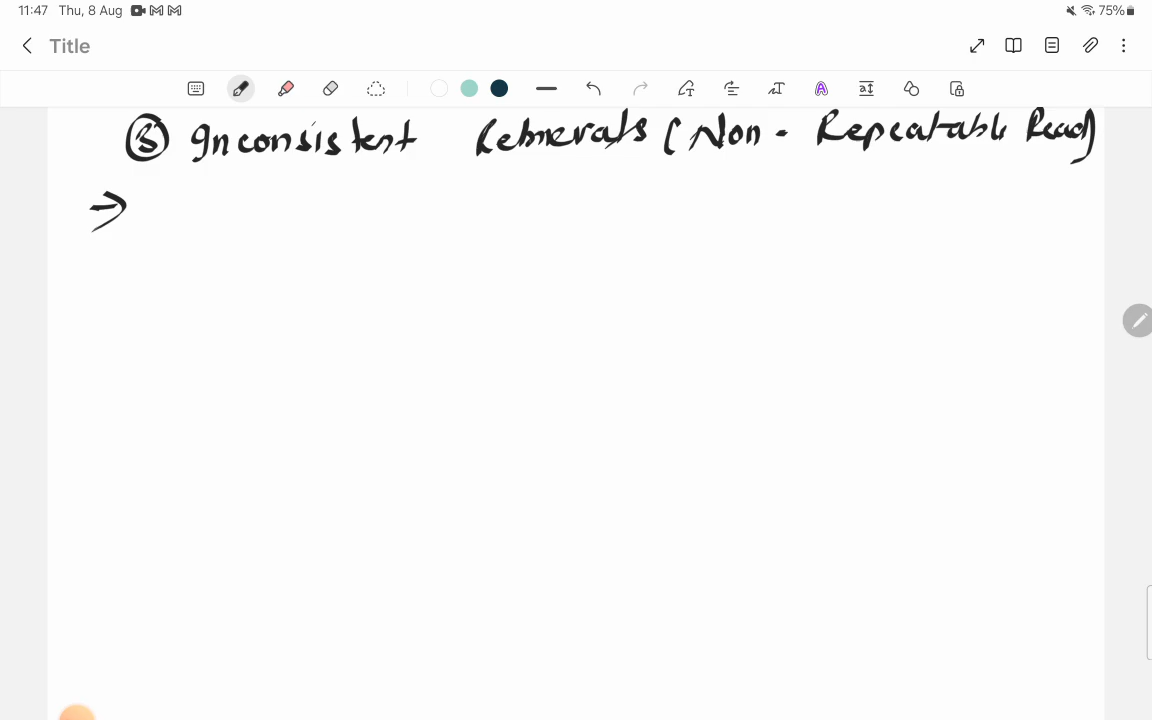 11:47 Thu, 8 Aug 75%
Title
③ Inconsistent Retrievals (Non - Repeatable Read)
⇒